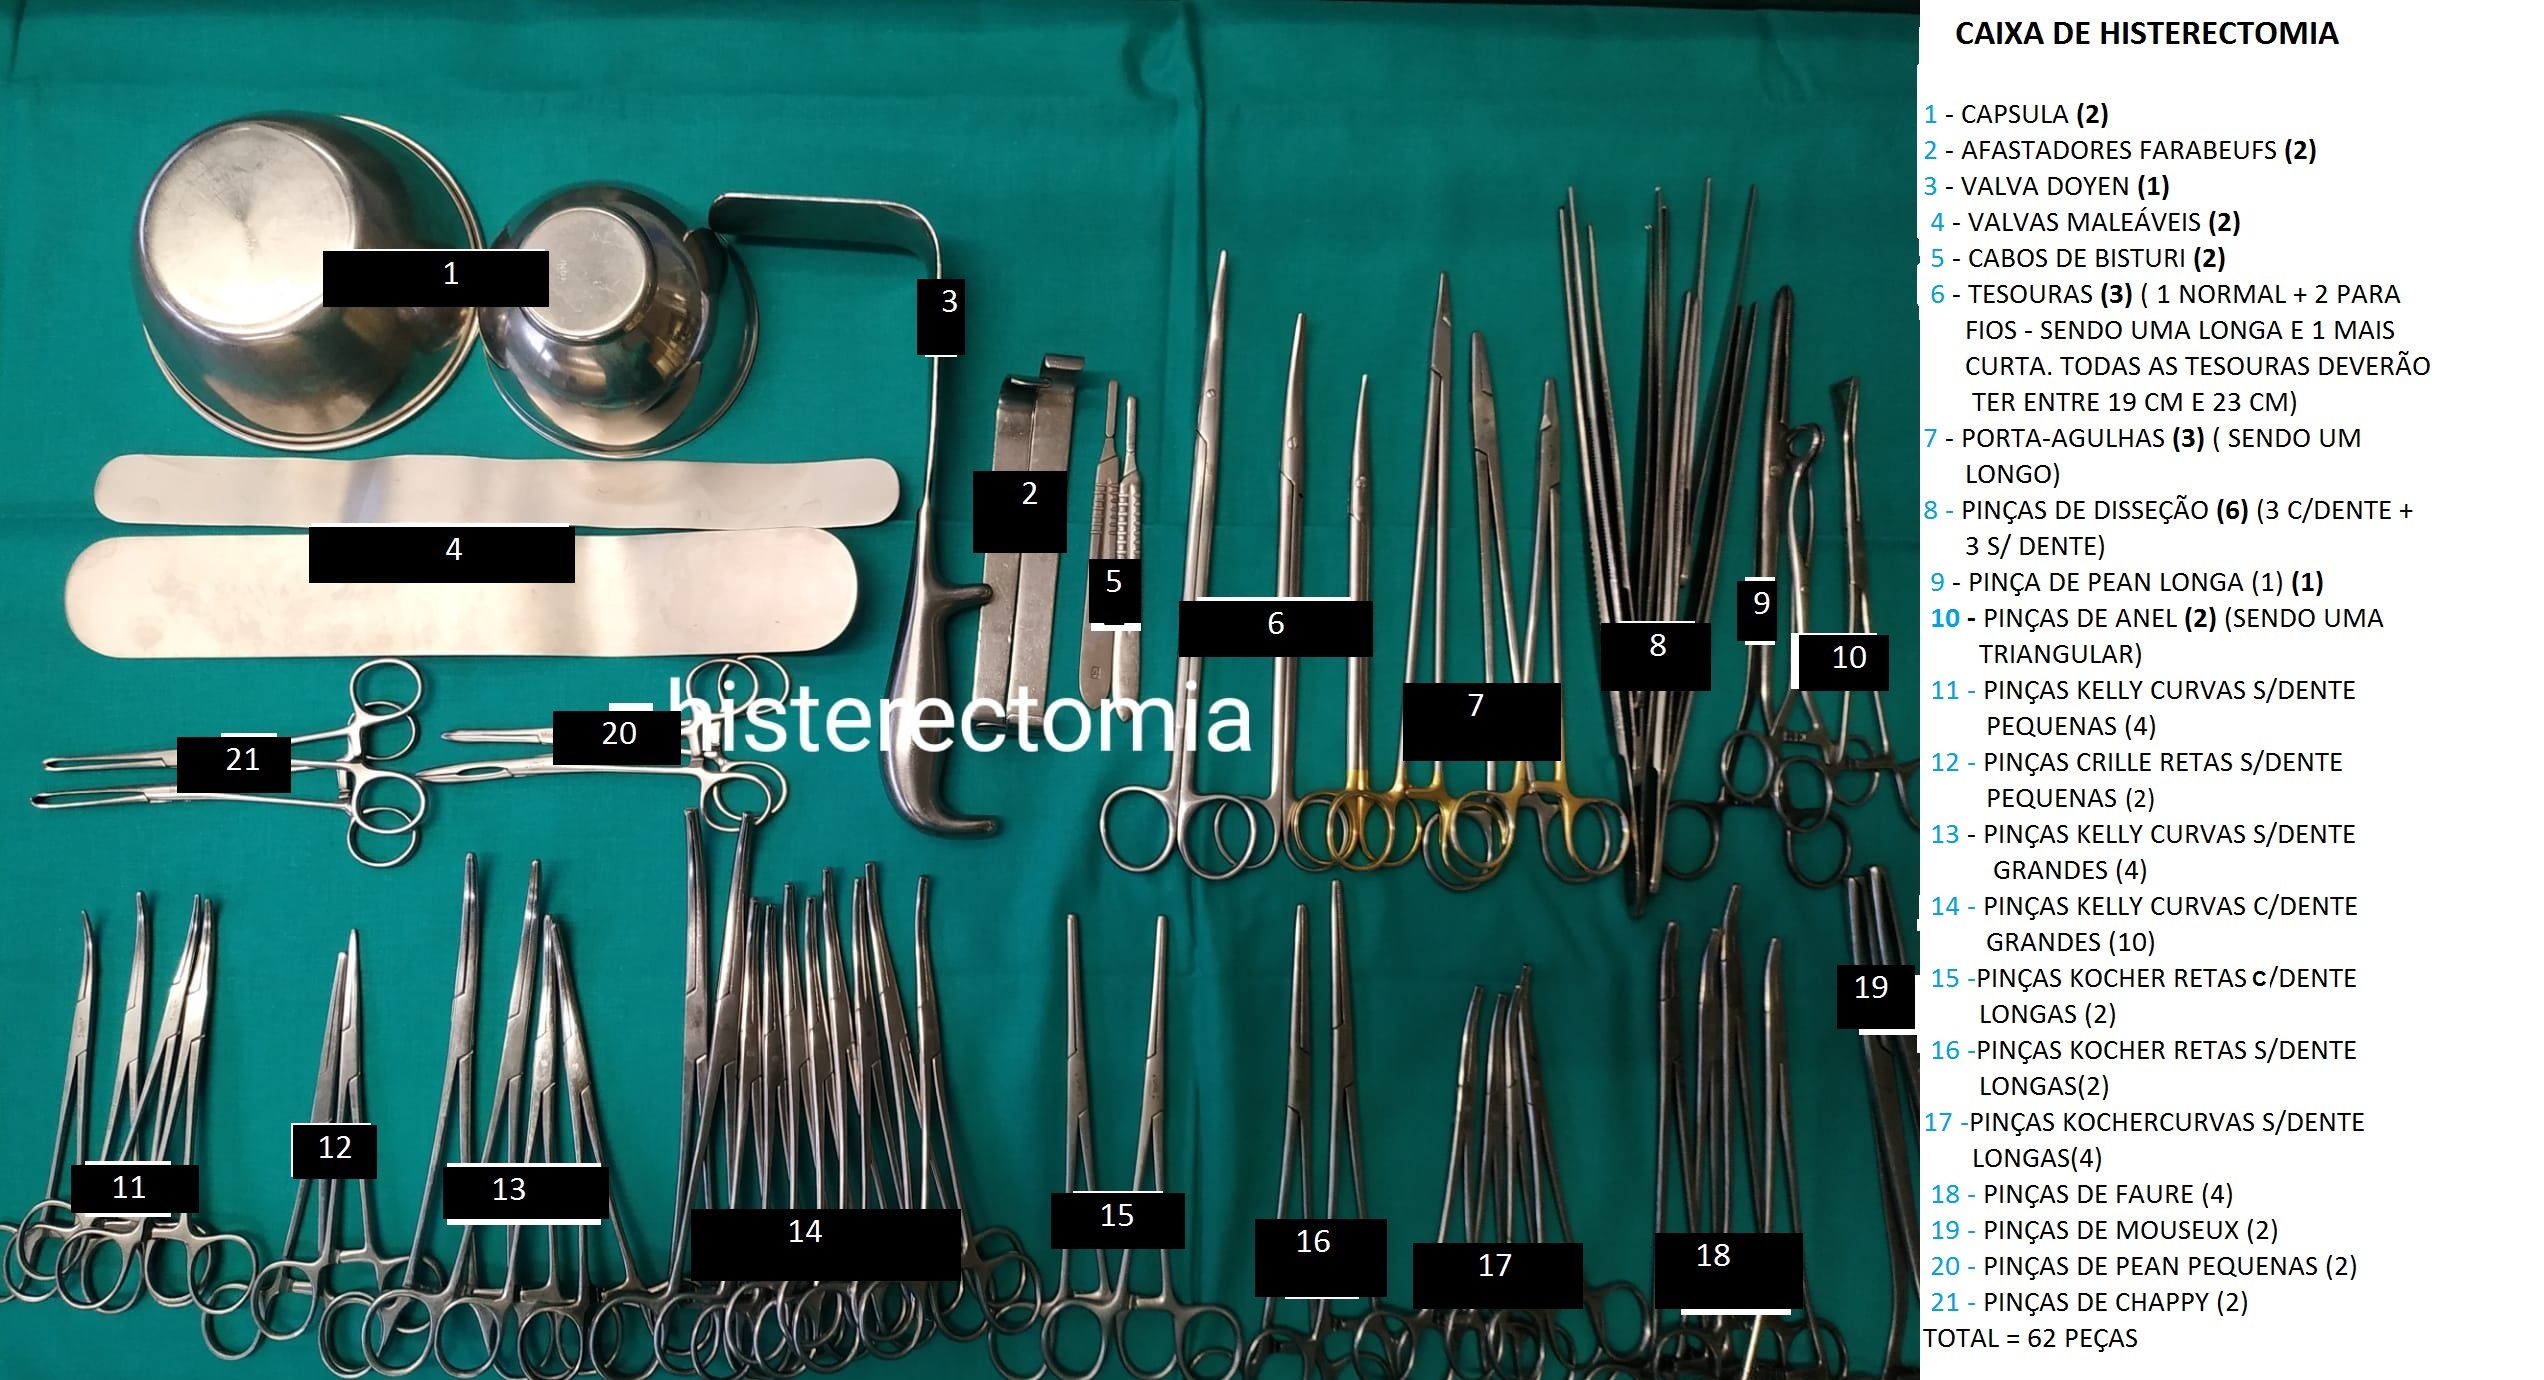 CAIXA DE HISTERECTOMIA
1 - CAPSULA (2)
2 - AFASTADORES FARABEUFS (2)
3 - VALVA DOYEN (1)
4 - VALVAS MALEÁVEIS (2)
5 - CABOS DE BISTURI (2)
6 - TESOURAS (3) ( 1 NORMAL + 2 PARA
FIOS - SENDO UMA LONGA E 1 MAIS
CURTA. TODAS AS TESOURAS DEVERÃO
TER ENTRE 19 CM E 23 CM)
7 - PORTA-AGULHAS (3) ( SENDO UM
LONGO)
8 - PINÇAS DE DISSEÇÃO (6) (3 C/DENTE +
3 S/ DENTE)
9 - PINÇA DE PEAN LONGA (1) (1)
10 - PINÇAS DE ANEL (2) (SENDO UMA
TRIANGULAR)
11 - PINÇAS KELLY CURVAS S/DENTE
PEQUENAS (4)
12 - PINÇAS CRILLE RETAS S/DENTE
PEQUENAS (2)
13 - PINÇAS KELLY CURVAS S/DENTE
GRANDES (4)
14 - PINÇAS KELLY CURVAS C/DENTE
GRANDES (10)
15 -PINÇAS KOCHER RETAS C/DENTE
LONGAS (2)
16 -PINÇAS KOCHER RETAS S/DENTE
LONGAS(2)
17 -PINÇAS KOCHERCURVAS S/DENTE
LONGAS(4)
18 - PINÇAS DE FAURE (4)
19 - PINÇAS DE MOUSEUX (2)
20 - PINÇAS DE PEAN PEQUENAS (2)
21 - PINÇAS DE CHAPPY (2)
TOTAL = 62 PEÇAS
1
3
2
4
5
6
9
8
10
7
histerectomia
20
21
19
12
11
13
14
15
16
17
18